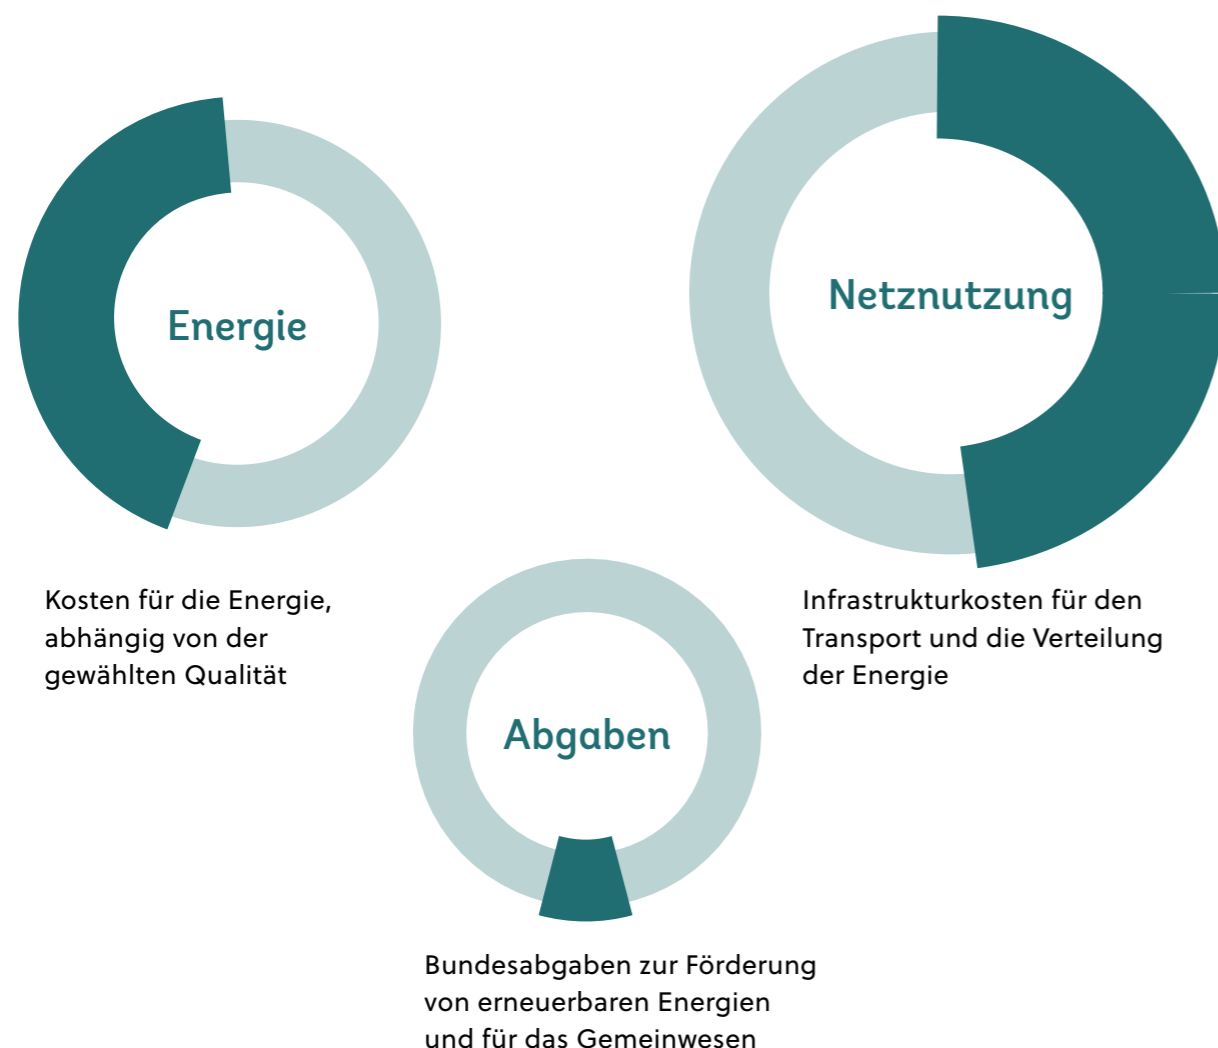 Energie
Kosten für die Energie,
abhängig von der
gewählten Qualität
Netznutzung
Infrastrukturkosten für den
Transport und die Verteilung
der Energie
Abgaben
Bundesabgaben zur Förderung
von erneuerbaren Energien
und für das Gemeinwesen